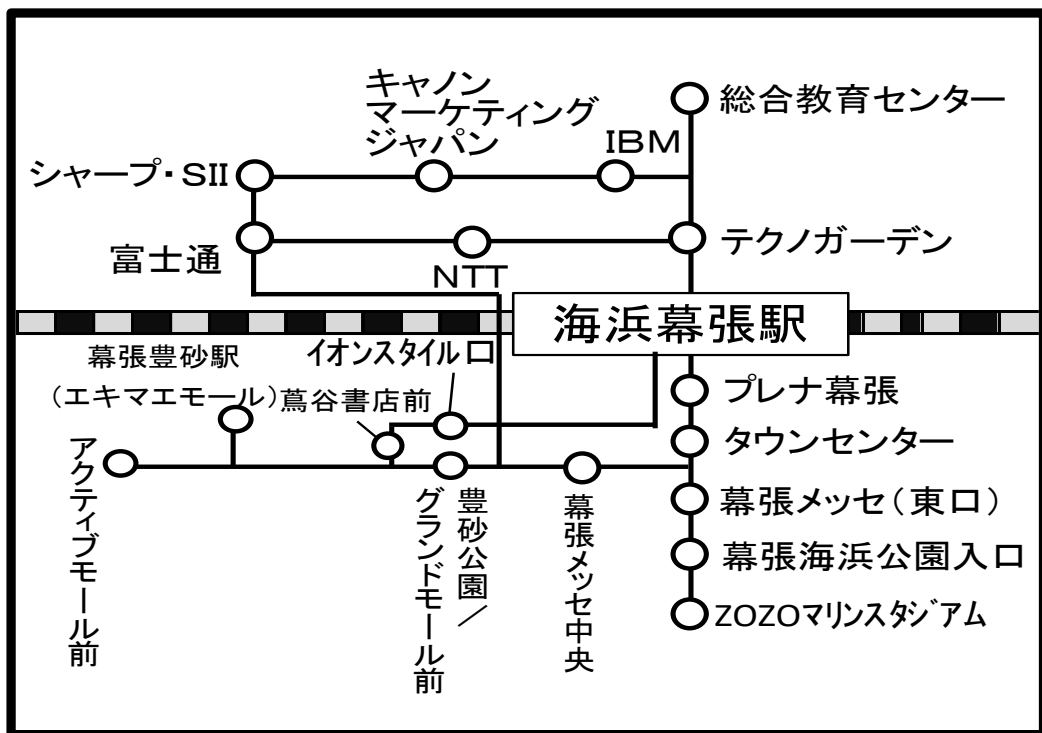 キャノン
マーケティング
ジャパン
IBM
総合教育センター
シャープ・SII
富士通
NTT
テクノガーデン
海浜幕張駅
幕張豊砂駅
(エキマエモール)
イオンスタイル口
蔦谷書店前
プレナ幕張
タウンセンター
アクティブモール前
豊砂公園/
グランドモール前
幕張メッセ中央
幕張メッセ(東口)
幕張海浜公園入口
ZOZOマリンスタジアム